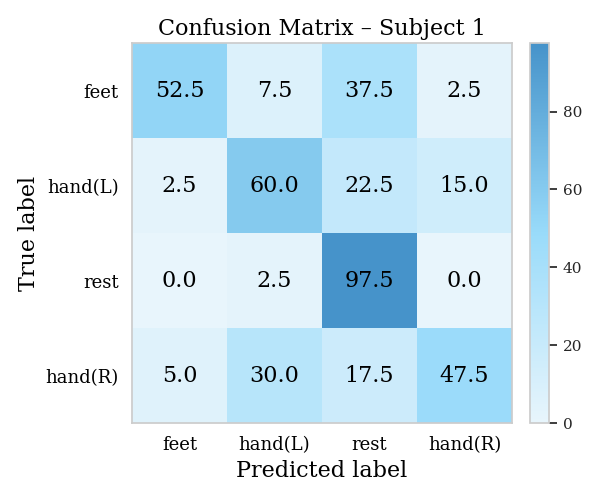 Confusion Matrix – Subject 1
feet 52.5 7.5 37.5 2.5
hand(L) 2.5 60.0 22.5 15.0
rest 0.0 2.5 97.5 0.0
hand(R) 5.0 30.0 17.5 47.5
feet hand(L) rest hand(R)
Predicted label
True label
80
60
40
20
0